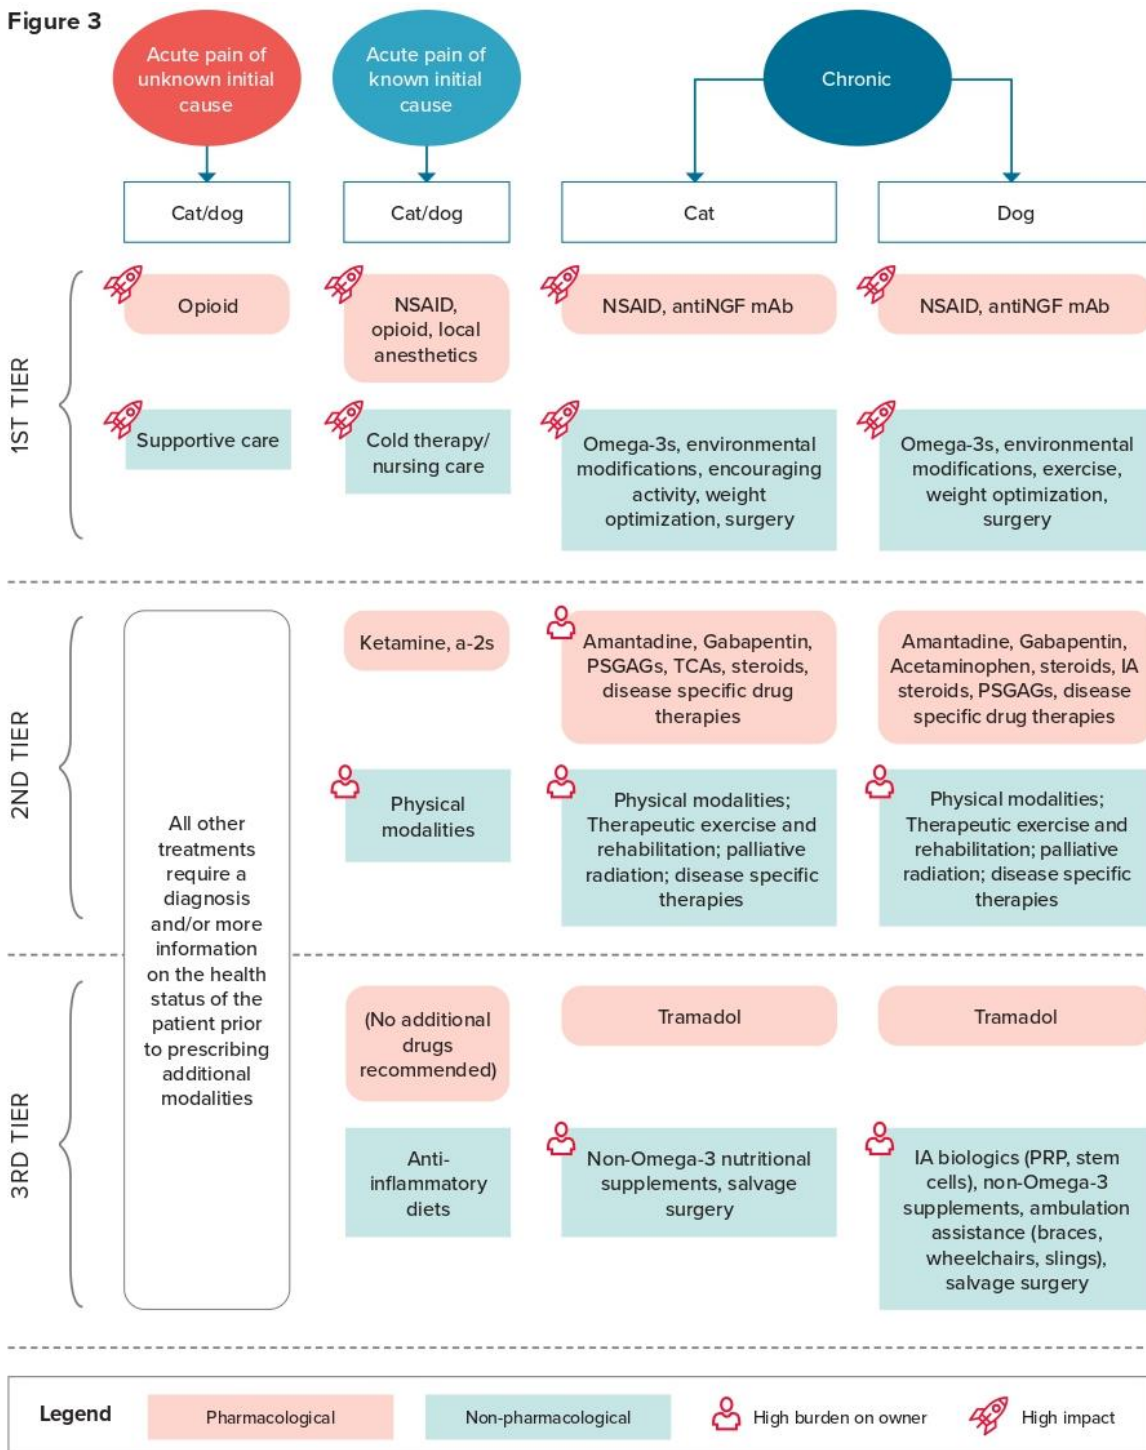 Figure 3
Acute pain of
unknown initial
cause
Acute pain of
known initial
cause
Chronic
Cat/dog
Cat/dog
Cat
Dog
1ST TIER
Opioid
NSAID,
opioid, local
anesthetics
NSAID, antiNGF mAb
NSAID, antiNGF mAb
Supportive care
Cold therapy/
nursing care
Omega-3s, environmental
modifications, encouraging
activity, weight
optimization, surgery
Omega-3s, environmental
modifications, exercise,
weight optimization,
surgery
2ND TIER
All other
treatments
require a
diagnosis
and/or more
information
on the health
status of the
patient prior
to prescribing
additional
modalities
Ketamine, a-2s
Amantadine, Gabapentin,
PSGAGs, TCAs, steroids,
disease specific drug
therapies
Amantadine, Gabapentin,
Acetaminophen, steroids, IA
steroids, PSGAGs, disease
specific drug therapies
Physical
modalities
Physical modalities;
Therapeutic exercise and
rehabilitation; palliative
radiation; disease specific
therapies
Physical modalities;
Therapeutic exercise and
rehabilitation; palliative
radiation; disease specific
therapies
3RD TIER
(No additional
drugs
recommended)
Tramadol
Tramadol
Anti-
inflammatory
diets
Non-Omega-3 nutritional
supplements, salvage
surgery
IA biologics (PRP, stem
cells), non-Omega-3
supplements, ambulation
assistance (braces,
wheelchairs, slings),
salvage surgery
Legend
Pharmacological
Non-pharmacological
High burden on owner
High impact